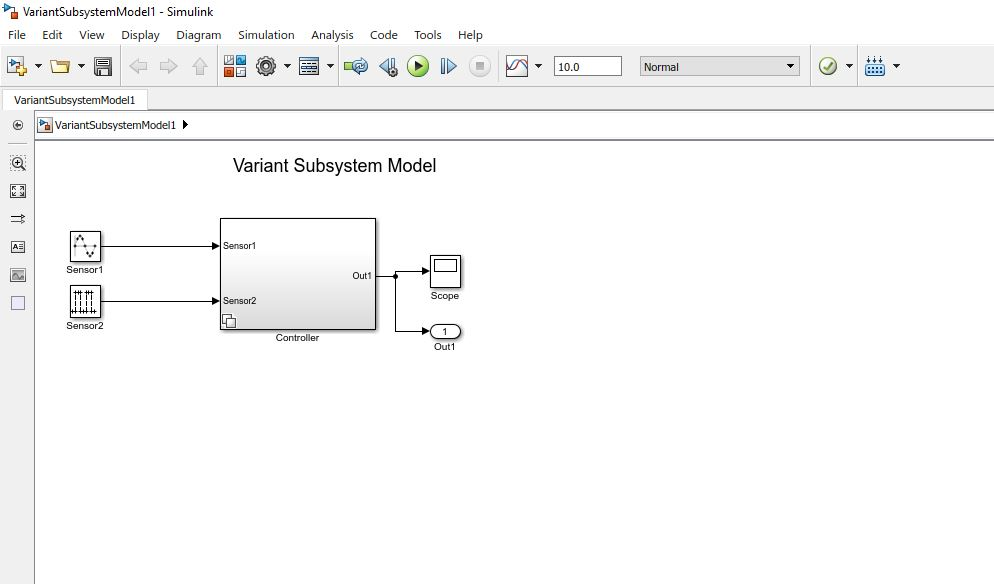 VariantSubsystemModel1 - Simulink
File Edit View Display Diagram Simulation Analysis Code Tools Help
10.0 Normal
VariantSubsystemModel1
VariantSubsystemModel1
Variant Subsystem Model
Sensor1
Sensor2
Sensor1
Sensor2
Out1
Controller
Scope
1
Out1